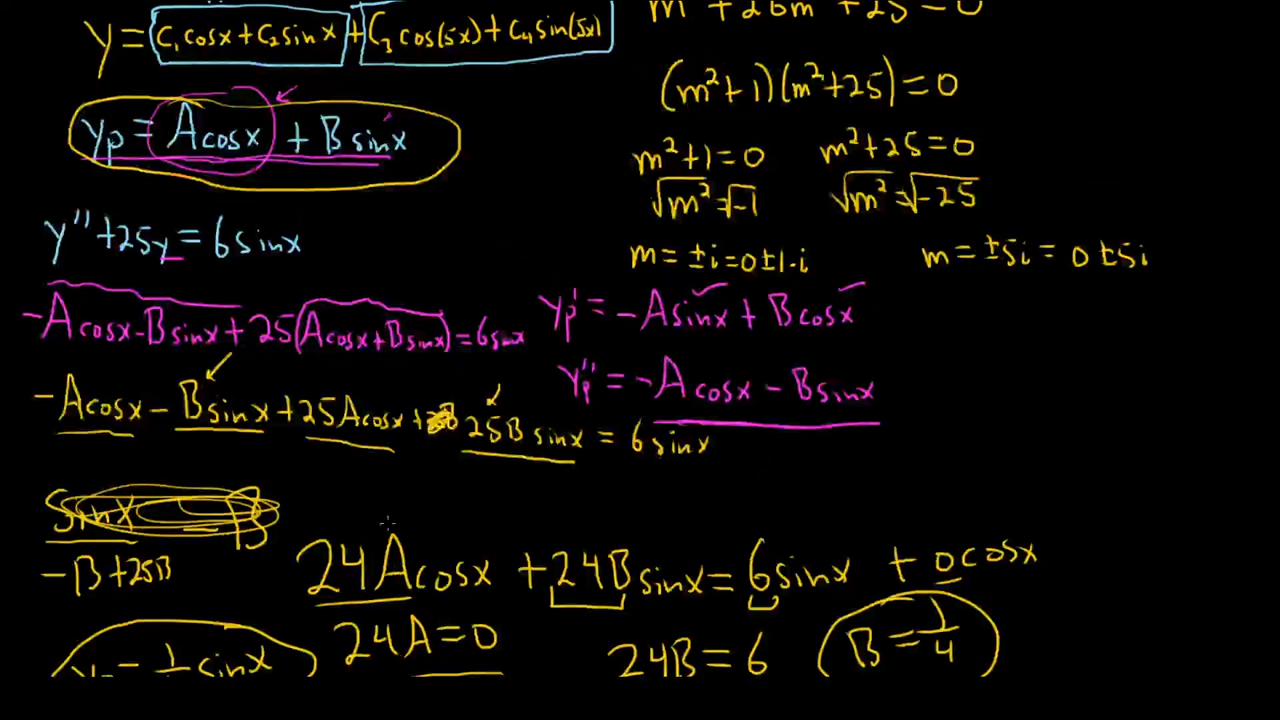 y = c₁cosx + c₂sinx + C₃cos(5x) + C₄sin(5x)
yp = Acosx + Bsinx
y'' + 25y = 6sinx
-Acosx - Bsinx + 25(Acosx + Bsinx) = 6sinx
-Acosx - Bsinx + 25Acosx + 25Bsinx = 6sinx
(m² + 1)(m² + 25) = 0
m² + 1 = 0 m² + 25 = 0
√m² = √-1 √m² = √-25
m = ±i = 0 ± 1·i m = ±5i = 0 ± 5i
yp' = -Asinx + Bcosx
yp'' = -Acosx - Bsinx
sinx - B
-B + 25B
24Acosx + 24Bsinx = 6sinx + 0cosx
24A = 0 24B = 6 B = 1/4